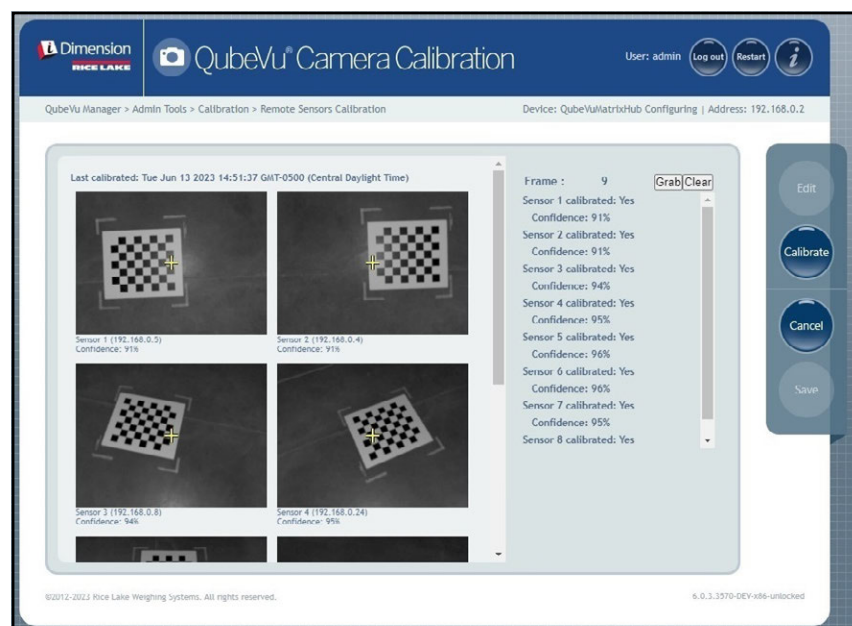 iDimension
RICE LAKE
QubeVu® Camera Calibration
User: admin
Log out
Restart
i
QubeVu Manager > Admin Tools > Calibration > Remote Sensors Calibration
Device: QubeVuMatrixHub Configuring | Address: 192.168.0.2
Last calibrated: Tue Jun 13 2023 14:51:37 GMT-0500 (Central Daylight Time)
Sensor 1 (192.168.0.5)
Confidence: 91%
Sensor 2 (192.168.0.4)
Confidence: 91%
Sensor 3 (192.168.0.8)
Confidence: 94%
Sensor 4 (192.168.0.24)
Confidence: 95%
Frame : 9
Grab
Clear
Sensor 1 calibrated: Yes
Confidence: 91%
Sensor 2 calibrated: Yes
Confidence: 91%
Sensor 3 calibrated: Yes
Confidence: 94%
Sensor 4 calibrated: Yes
Confidence: 95%
Sensor 5 calibrated: Yes
Confidence: 96%
Sensor 6 calibrated: Yes
Confidence: 96%
Sensor 7 calibrated: Yes
Confidence: 95%
Sensor 8 calibrated: Yes
Edit
Calibrate
Cancel
Save
©2012-2023 Rice Lake Weighing Systems. All rights reserved.
6.0.3.3570-DEV-x86-unlocked